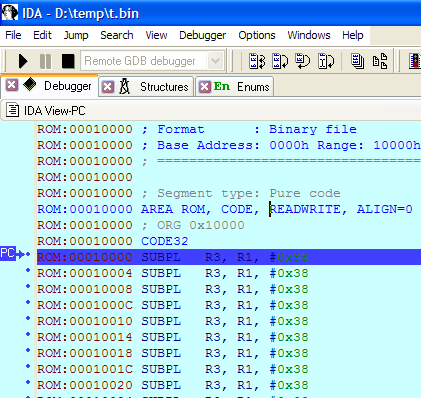 IDA - D:\temp\t.bin
File Edit Jump Search View Debugger Options Windows Help
Remote GDB debugger
Debugger Structures En Enums
IDA View-PC
ROM:00010000 ; Format : Binary file
ROM:00010000 ; Base Address: 0000h Range: 10000h
ROM:00010000 ; ==============================
ROM:00010000
ROM:00010000 ; Segment type: Pure code
ROM:00010000 AREA ROM, CODE, READWRITE, ALIGN=0
ROM:00010000 ; ORG 0x10000
ROM:00010000 CODE32
PC ROM:00010000 SUBPL R3, R1, #0x38
ROM:00010004 SUBPL R3, R1, #0x38
ROM:00010008 SUBPL R3, R1, #0x38
ROM:0001000C SUBPL R3, R1, #0x38
ROM:00010010 SUBPL R3, R1, #0x38
ROM:00010014 SUBPL R3, R1, #0x38
ROM:00010018 SUBPL R3, R1, #0x38
ROM:0001001C SUBPL R3, R1, #0x38
ROM:00010020 SUBPL R3, R1, #0x38